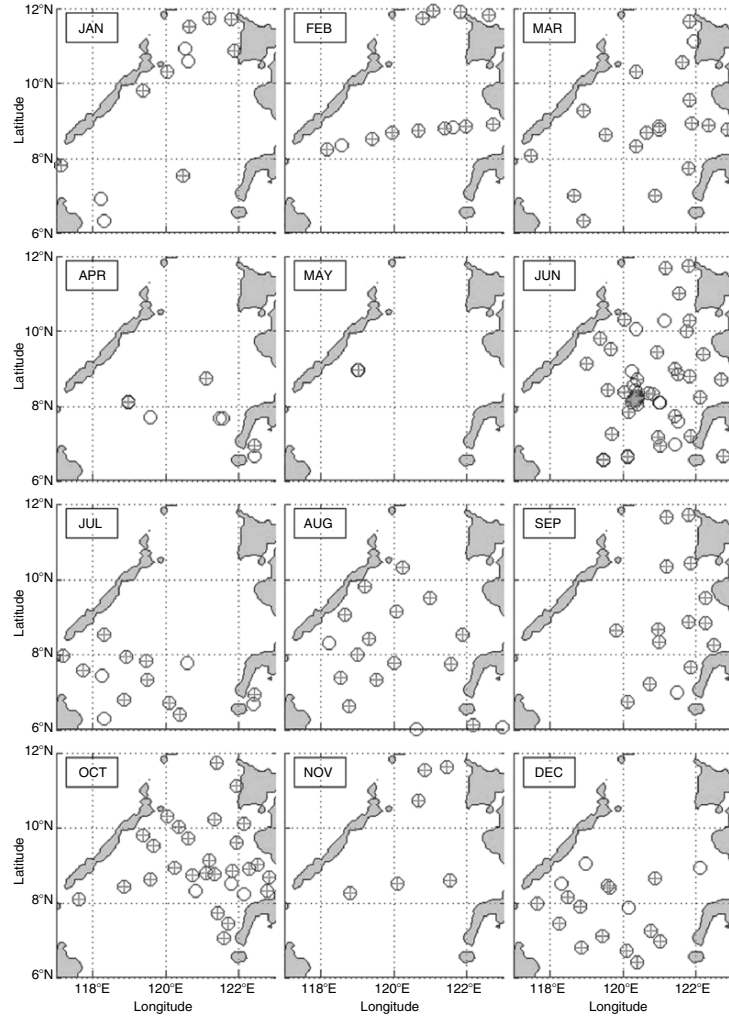 12°N
JAN
FEB
MAR
10°N
Latitude
8°N
6°N
12°N
APR
MAY
JUN
10°N
Latitude
8°N
6°N
12°N
JUL
AUG
SEP
10°N
Latitude
8°N
6°N
12°N
OCT
NOV
DEC
10°N
Latitude
8°N
6°N
118°E 120°E 122°E 118°E 120°E 122°E 118°E 120°E 122°E
Longitude Longitude Longitude